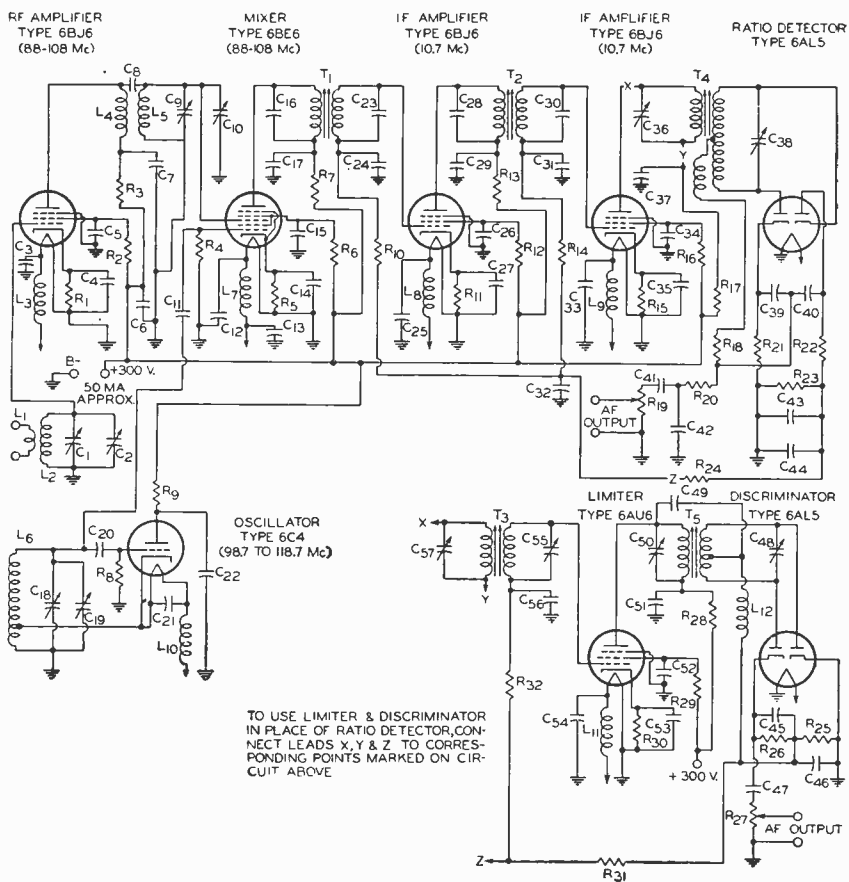 RF AMPLIFIER
TYPE 6BJ6
(88-108 Mc)
MIXER
TYPE 6BE6
(88-108 Mc)
IF AMPLIFIER
TYPE 6BJ6
(10.7 Mc)
IF AMPLIFIER
TYPE 6BJ6
(10.7 Mc)
RATIO DETECTOR
TYPE 6AL5
C8
L4
L5
C9
C10
C7
R3
C3
C5
R2
L3
C4
R1
C6
C11
T1
C16
C23
C17
R7
C24
C15
R4
R6
R10
L7
C14
R5
C12
C13
T2
C28
C30
C29
R13
C31
C26
R12
R14
L8
C27
R11
C25
C32
X
T4
C36
Y
C38
C37
C34
R16
R17
C33
L9
C35
R15
R18
C39
C40
R21
R22
R23
C43
C44
C41
R19
R20
C42
AF
OUTPUT
Z
R24
B-
+300 V.
50 MA
APPROX.
L1
L2
C1
C2
R9
OSCILLATOR
TYPE 6C4
(98.7 TO 118.7 Mc)
L6
C20
R8
C18
C19
C21
L10
C22
LIMITER
TYPE 6AU6
C49
DISCRIMINATOR
TYPE 6AL5
X
T3
C57
C55
Y
C56
R32
C50
T5
C48
C51
R28
L12
C52
R29
C54
L11
C53
R30
+300 V.
C45
R26
R25
C46
C47
R27
AF OUTPUT
Z
R31
TO USE LIMITER & DISCRIMINATOR
IN PLACE OF RATIO DETECTOR,CON-
NECT LEADS X,Y & Z TO CORRES-
PONDING POINTS MARKED ON CIR-
CUIT ABOVE